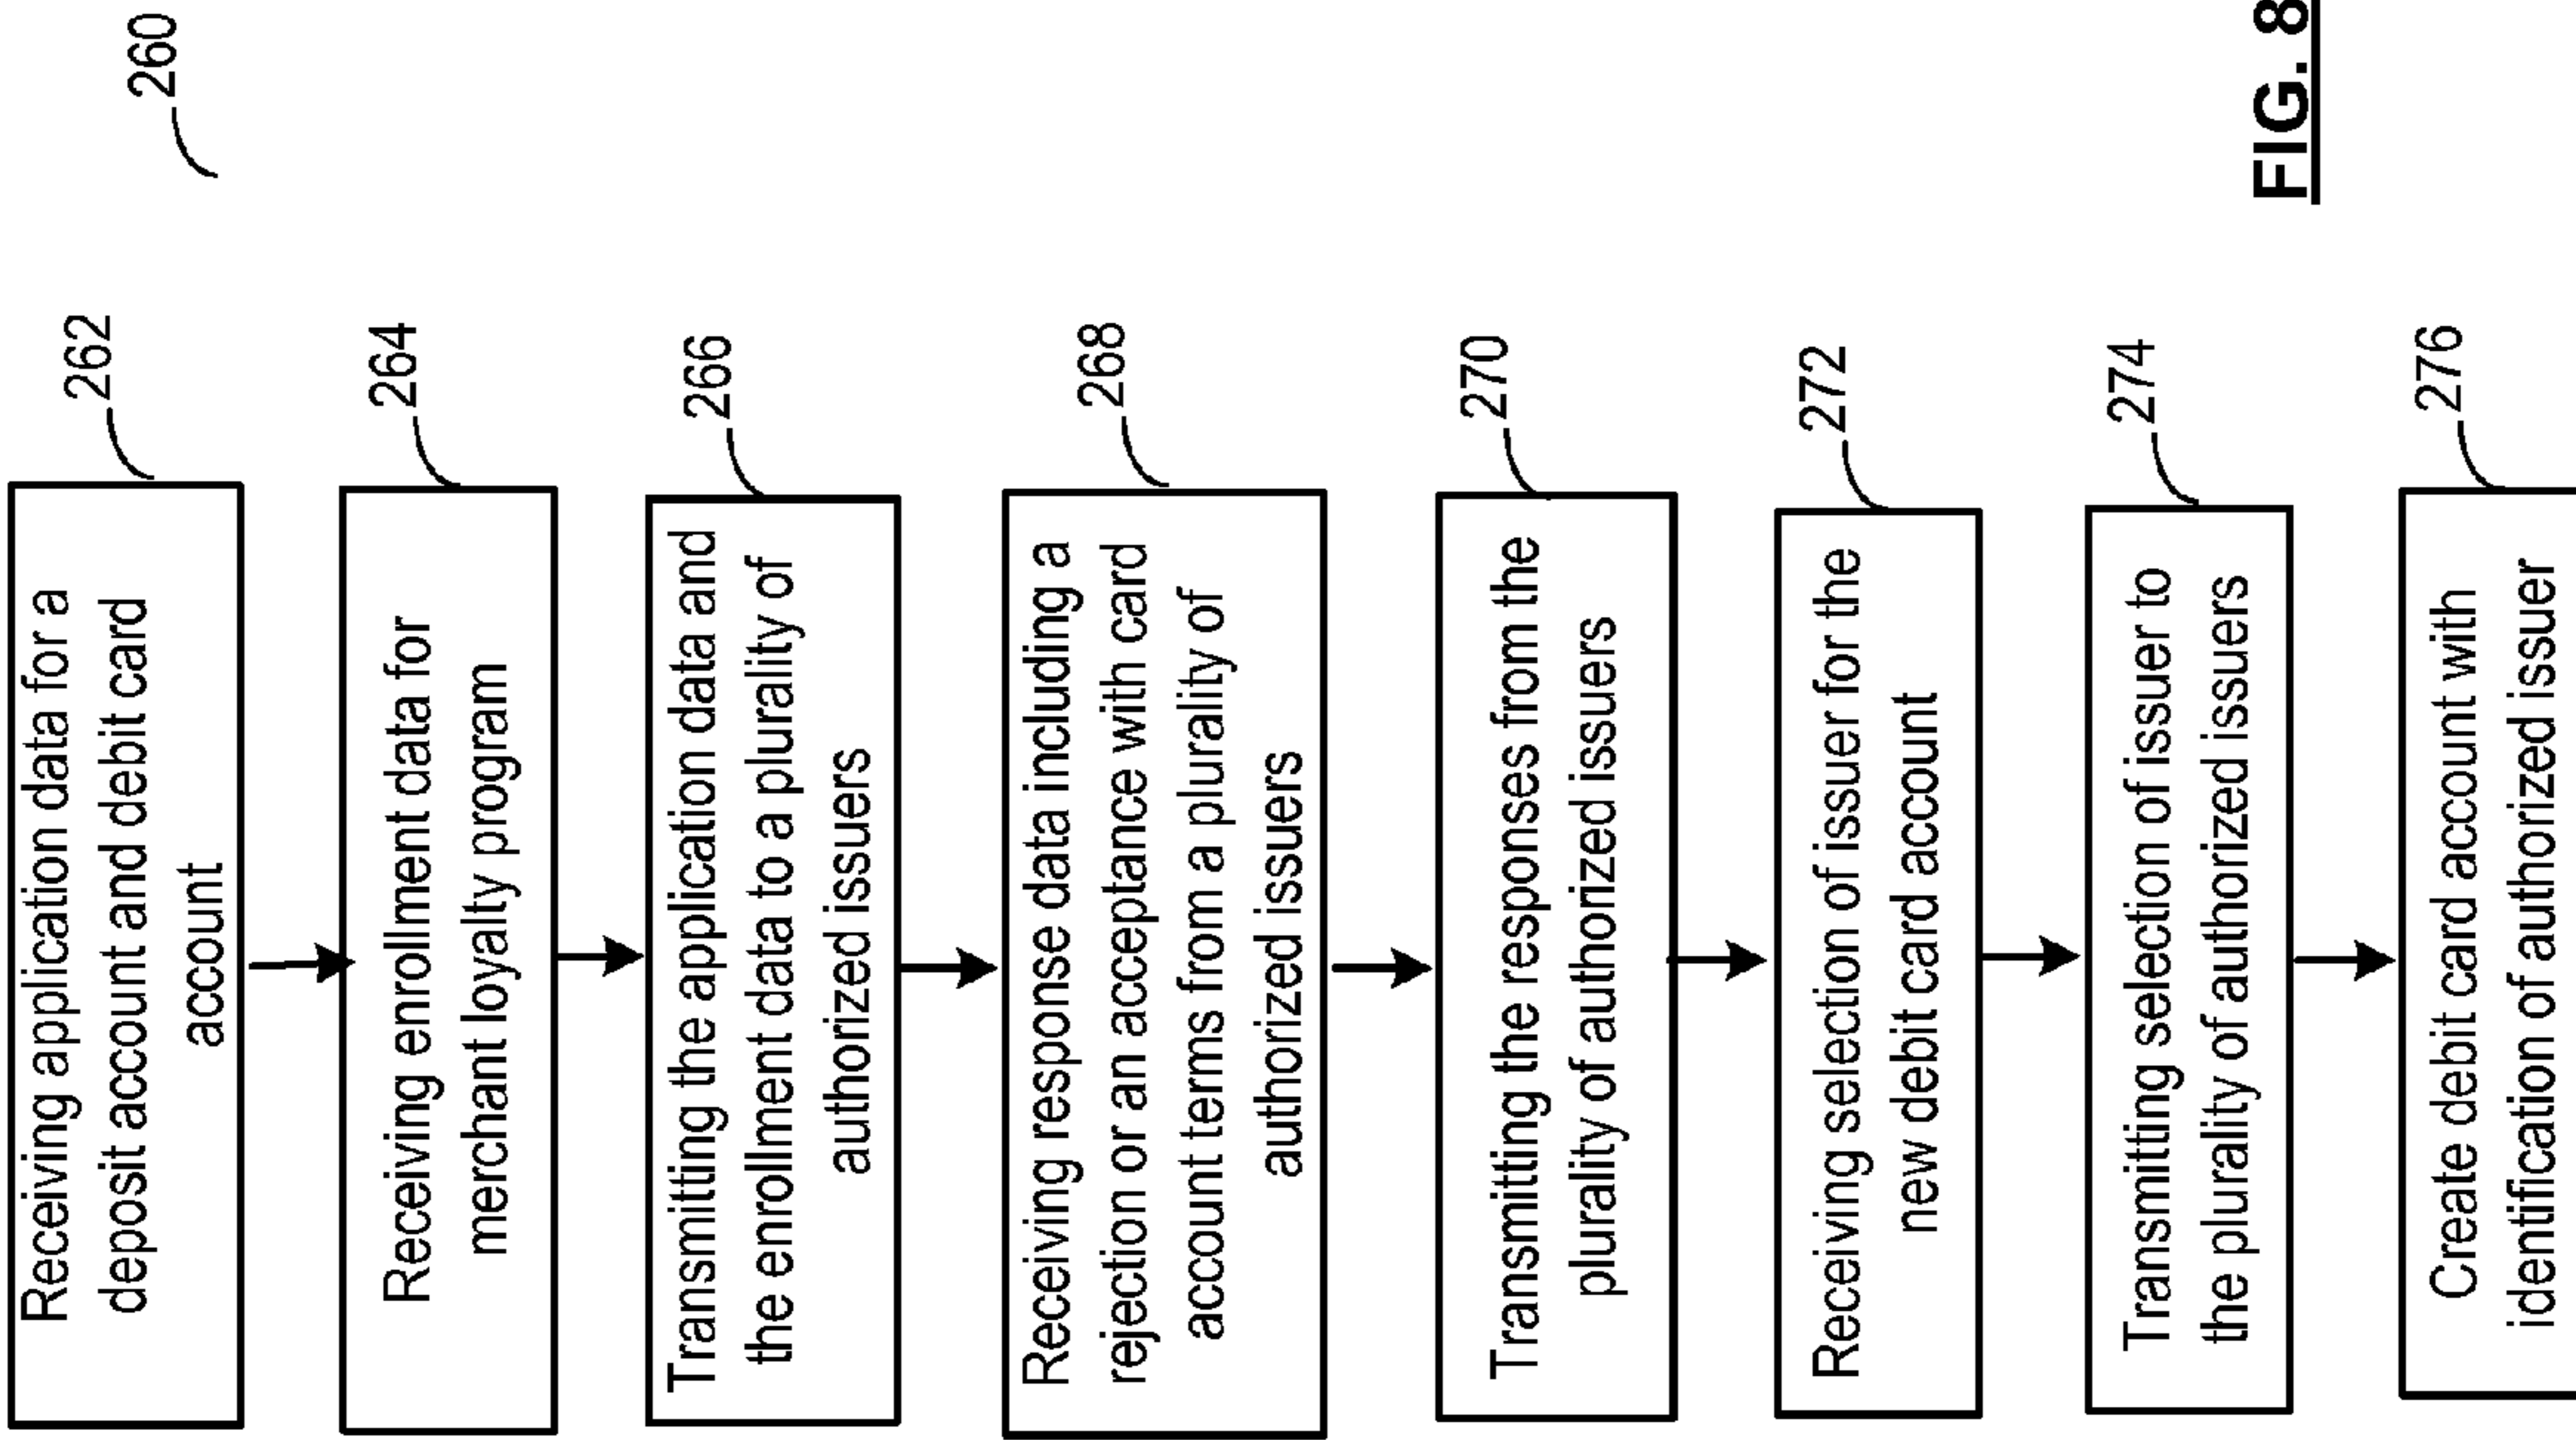 260
Receiving application data for a
deposit account and debit card
account
262
Receiving enrollment data for
merchant loyalty program
264
Transmitting the application data and
the enrollment data to a plurality of
authorized issuers
266
Receiving response data including a
rejection or an acceptance with card
account terms from a plurality of
authorized issuers
268
Transmitting the responses from the
plurality of authorized issuers
270
Receiving selection of issuer for the
new debit card account
272
Transmitting selection of issuer to
the plurality of authorized issuers
274
Create debit card account with
identification of authorized issuer
276
FIG. 8